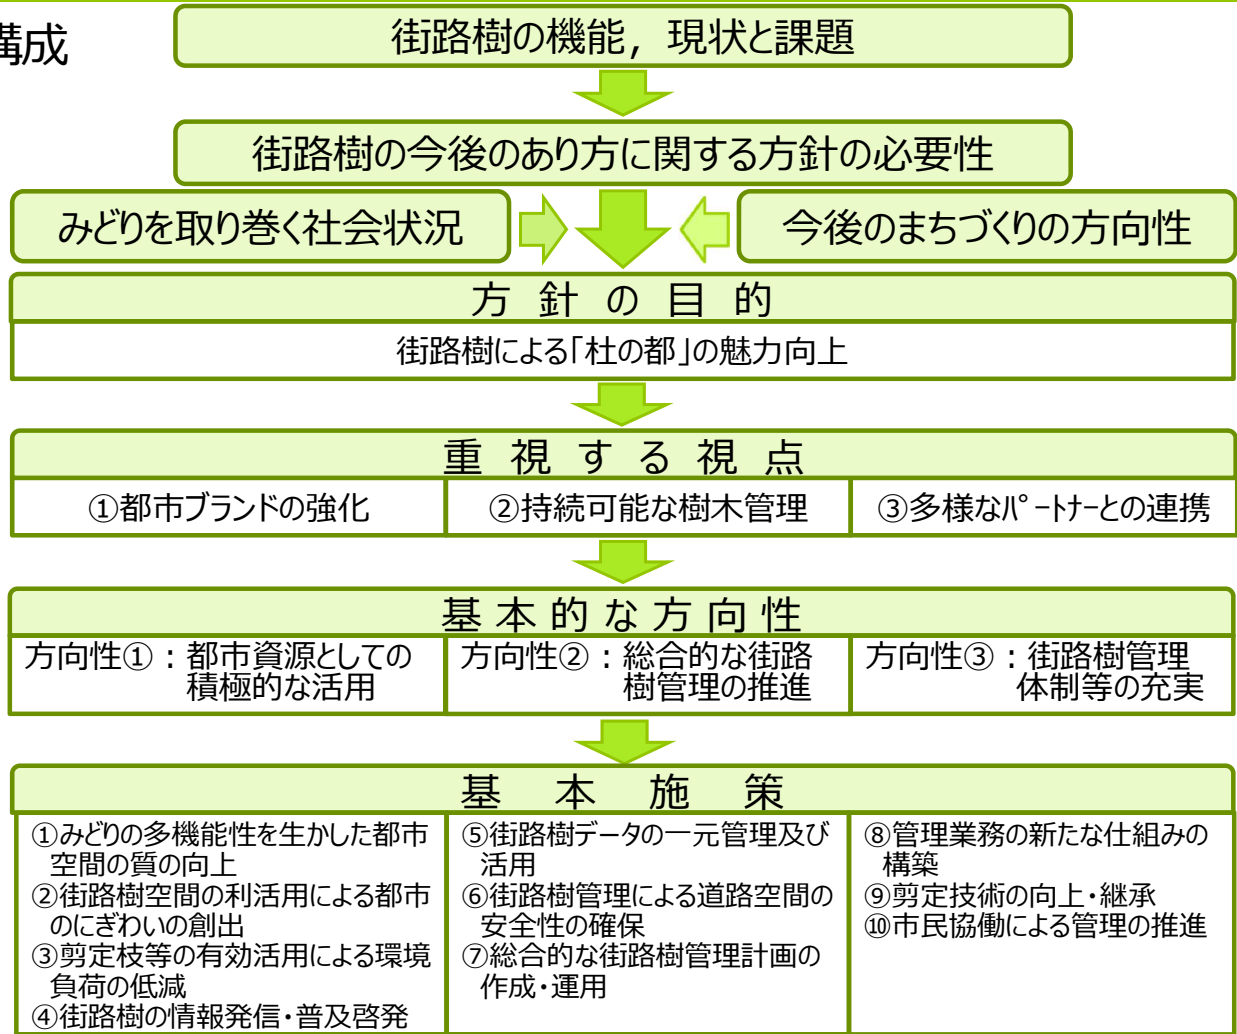 構成
街路樹の機能，現状と課題
街路樹の今後のあり方に関する方針の必要性
みどりを取り巻く社会状況
今後のまちづくりの方向性
方針の目的
街路樹による「杜の都」の魅力向上
重視する視点
①都市ブランドの強化
②持続可能な樹木管理
③多様なﾊﾟｰﾄﾅｰとの連携
基本的な方向性
方向性①：都市資源としての
積極的な活用
方向性②：総合的な街路
樹管理の推進
方向性③：街路樹管理
体制等の充実
基本施策
①みどりの多機能性を生かした都市
空間の質の向上
②街路樹空間の利活用による都市
のにぎわいの創出
③剪定枝等の有効活用による環境
負荷の低減
④街路樹の情報発信・普及啓発
⑤街路樹データの一元管理及び
活用
⑥街路樹管理による道路空間の
安全性の確保
⑦総合的な街路樹管理計画の
作成・運用
⑧管理業務の新たな仕組みの
構築
⑨剪定技術の向上・継承
⑩市民協働による管理の推進